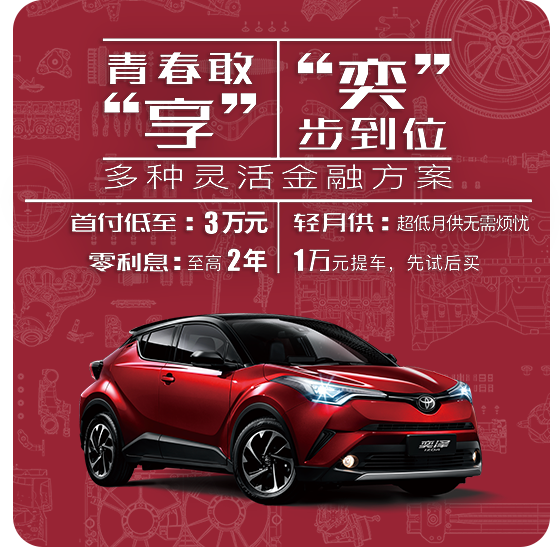 青春敢
“享”
“奕”
步到位
多种灵活金融方案
首付低至：3万元
轻月供：超低月供无需烦忧
零利息：至高2年
1万元提车，先试后买
奕泽
IZOA